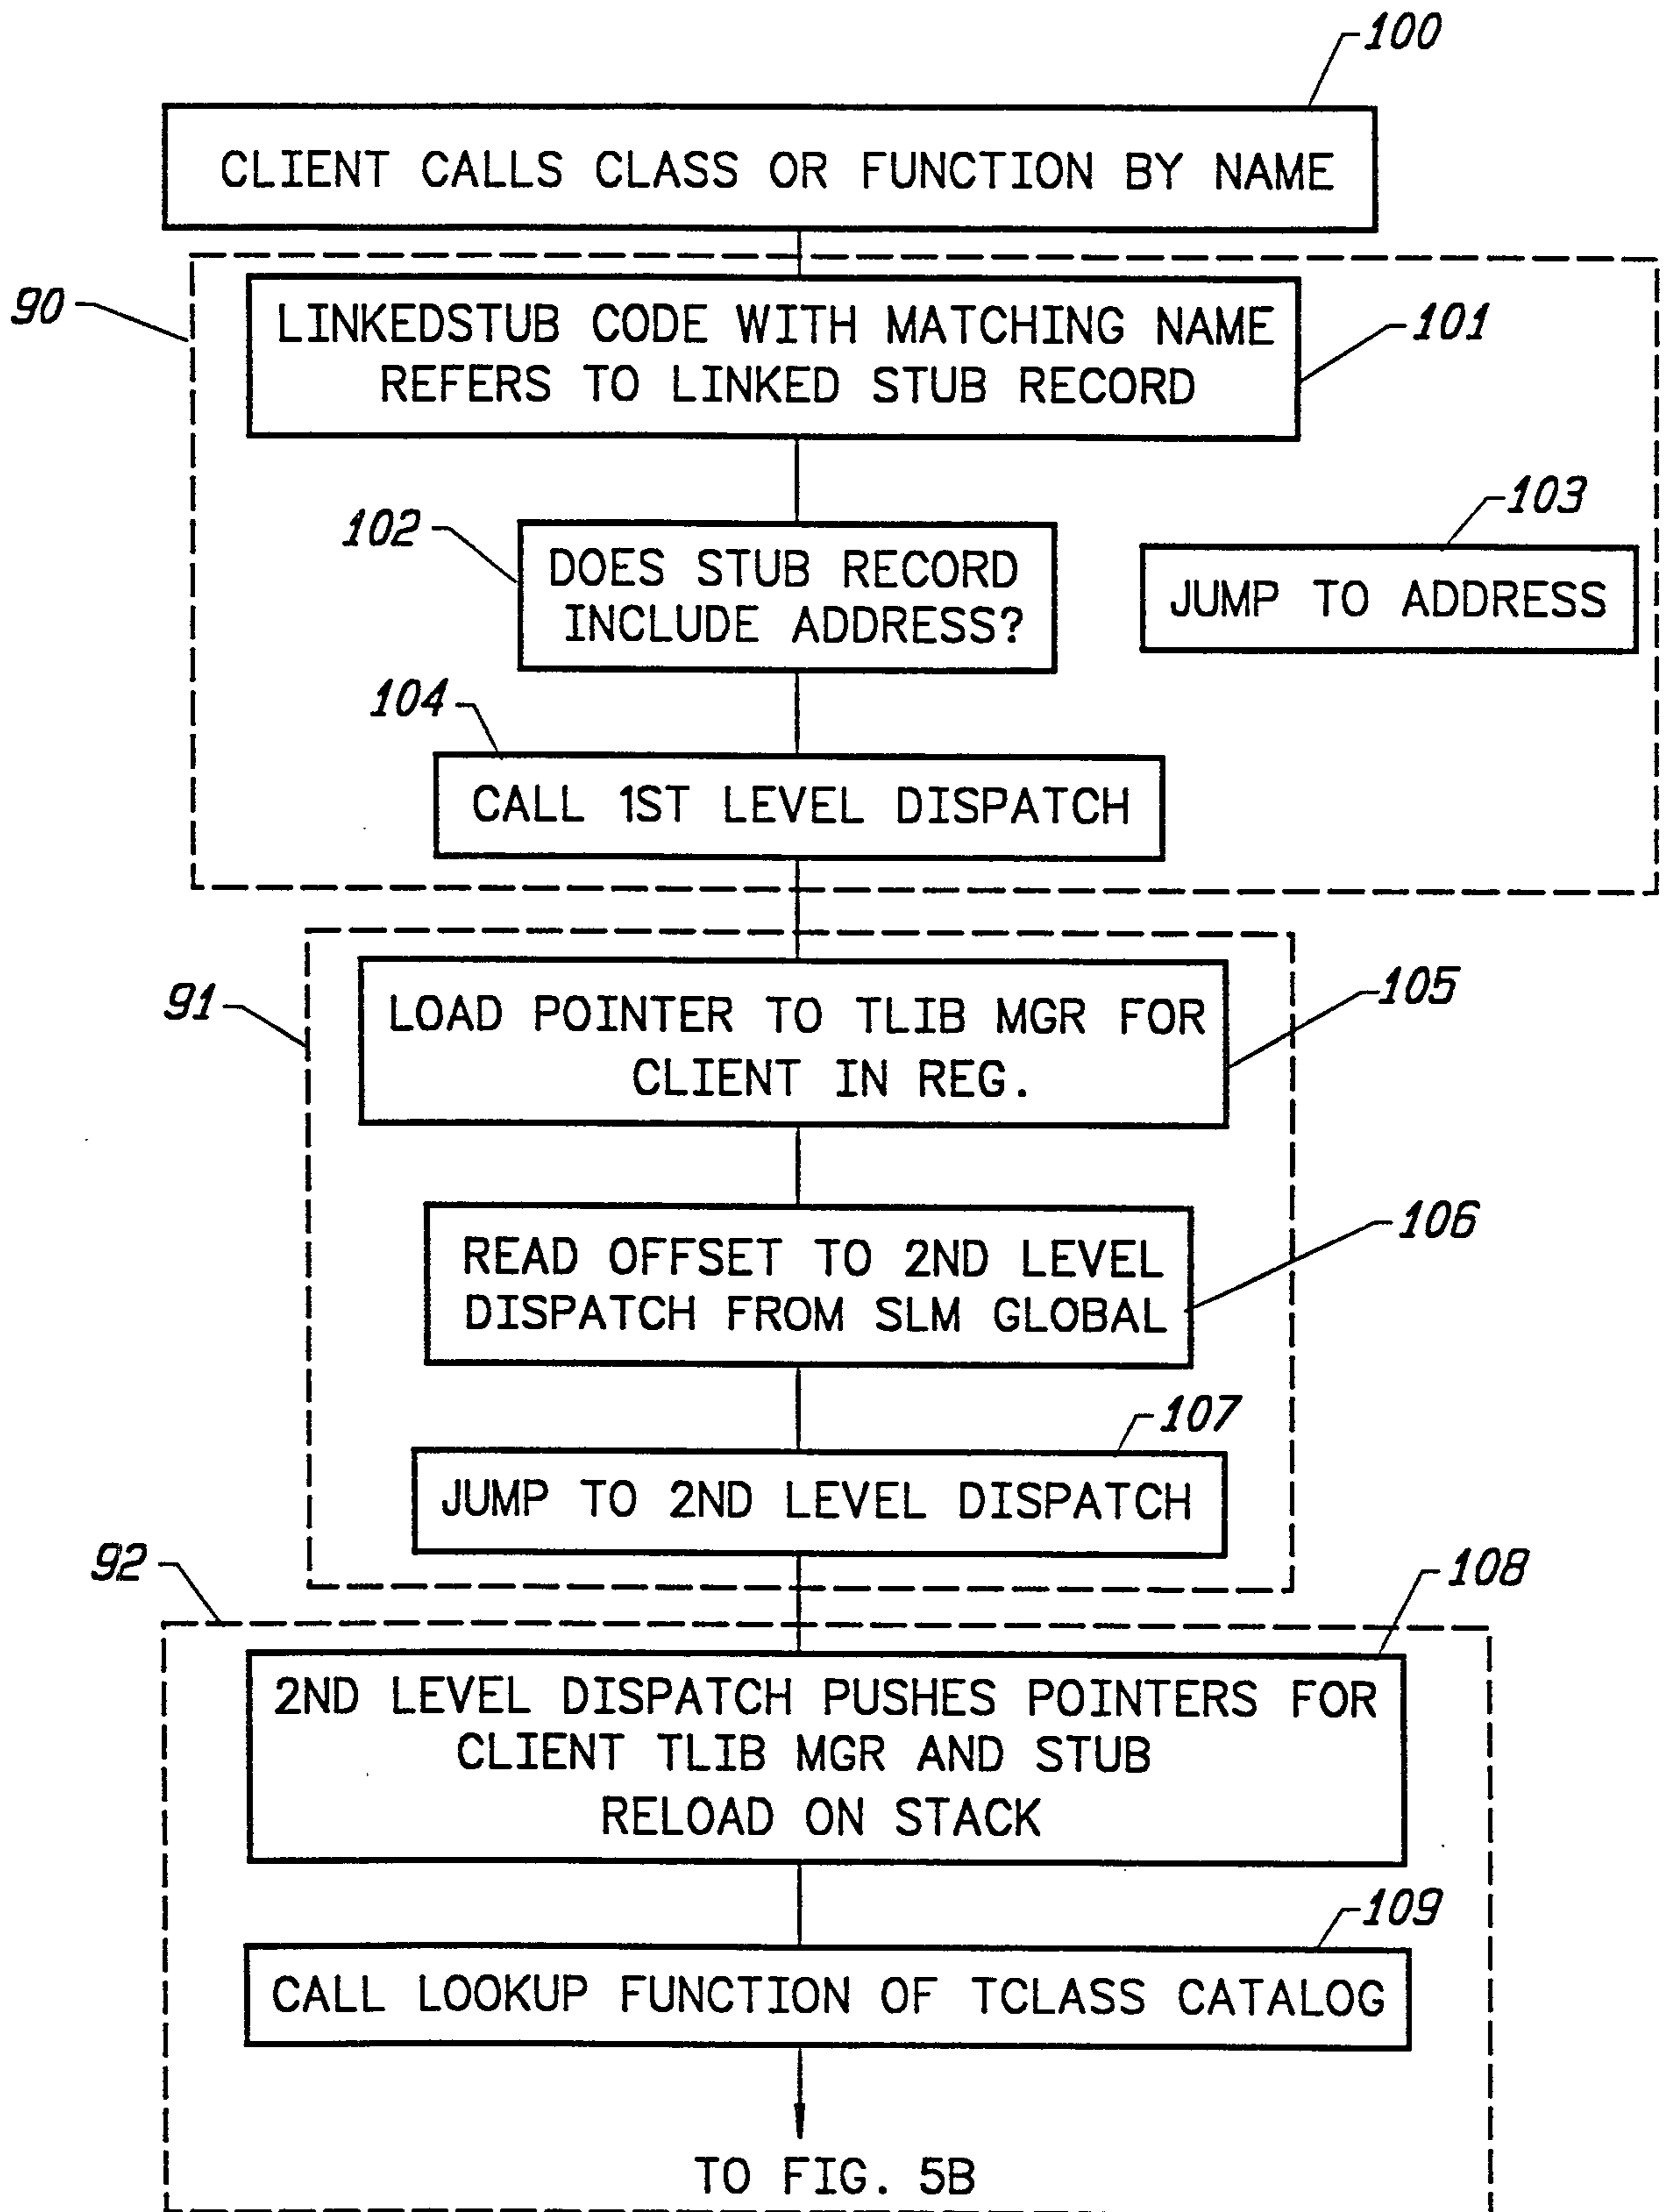 100
CLIENT CALLS CLASS OR FUNCTION BY NAME
90
LINKEDSTUB CODE WITH MATCHING NAME
REFERS TO LINKED STUB RECORD
101
102
DOES STUB RECORD
INCLUDE ADDRESS?
103
JUMP TO ADDRESS
104
CALL 1ST LEVEL DISPATCH
91
LOAD POINTER TO TLIB MGR FOR
CLIENT IN REG.
105
READ OFFSET TO 2ND LEVEL
DISPATCH FROM SLM GLOBAL
106
107
JUMP TO 2ND LEVEL DISPATCH
92
108
2ND LEVEL DISPATCH PUSHES POINTERS FOR
CLIENT TLIB MGR AND STUB
RELOAD ON STACK
109
CALL LOOKUP FUNCTION OF TCLASS CATALOG
TO FIG. 5B